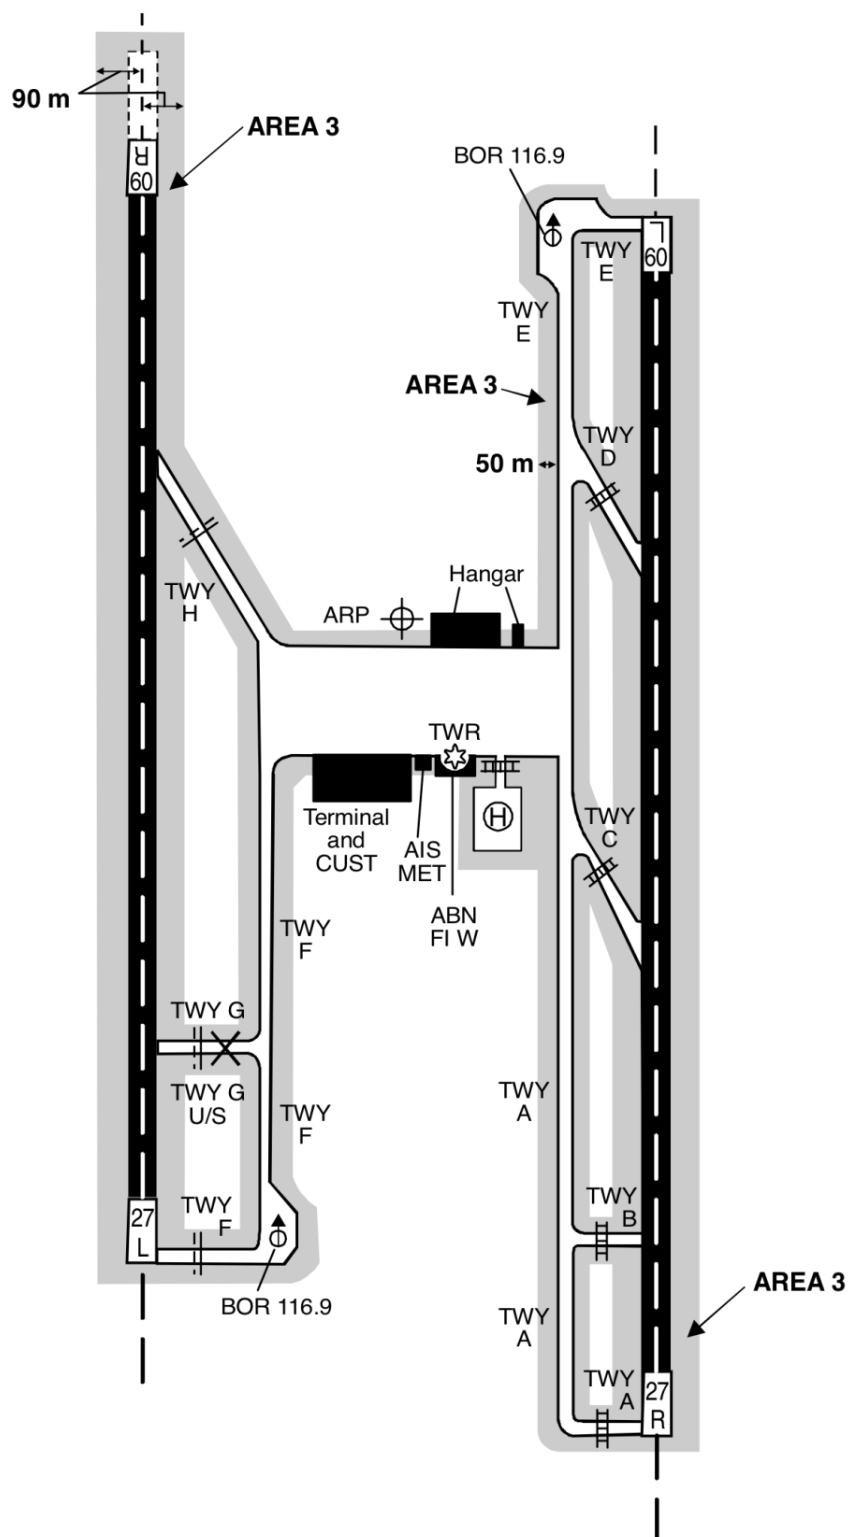 90 m
AREA 3
09
R
BOR 116.9
09
L
TWY
E
TWY
E
AREA 3
TWY
D
50 m
Hangar
TWY
H
ARP
TWR
H
Terminal
and
CUST
AIS
MET
ABN
FI W
TWY
C
TWY
F
TWY G
TWY G
U/S
TWY
F
TWY
A
TWY
F
27
L
TWY
B
BOR 116.9
AREA 3
TWY
A
TWY
A
27
R